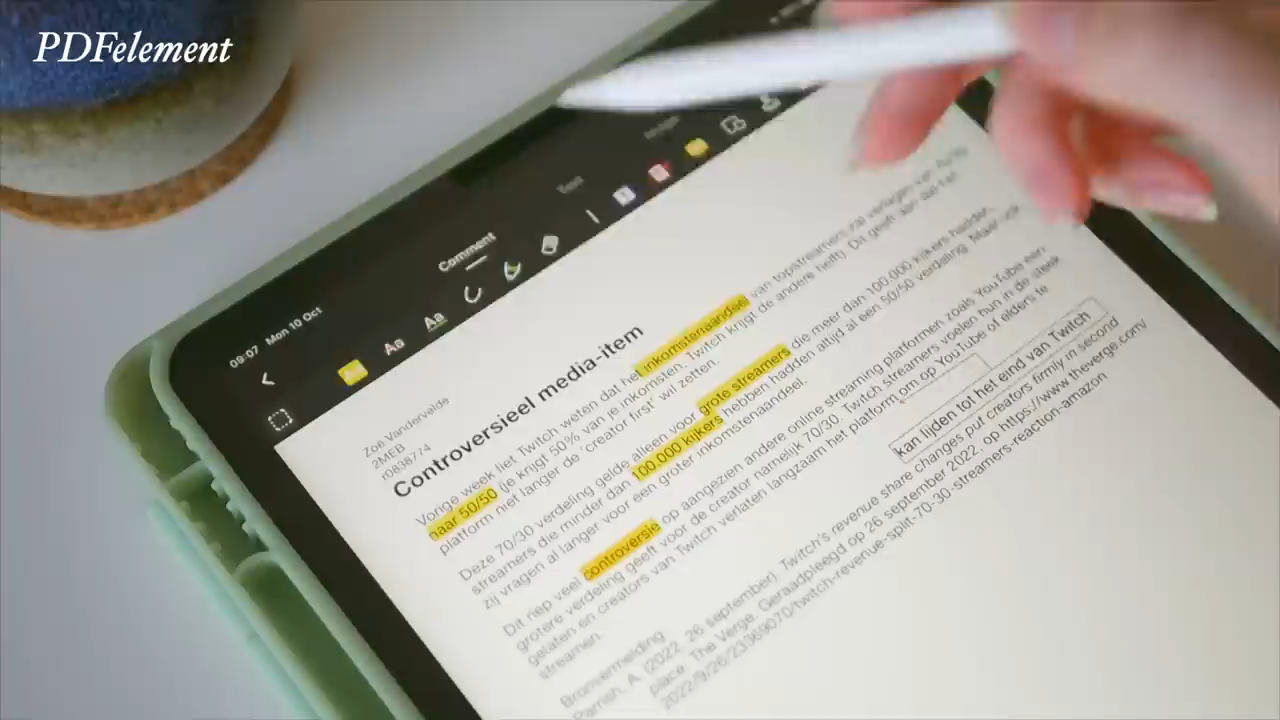 PDFelement
09:07 Mon 10 Oct
Comment
Text
Aa
Aa
T
Zoë Vandervelde
2MEB
r0838774
Controversieel media-item
Vorige week liet Twitch weten dat het inkomstenaandeel van topstreamers zal verlagen van
naar 50/50 (je krijgt 50% van je inkomsten, Twitch krijgt de andere helft). Dit geeft aan dat het
platform niet langer de 'creator first' wil zetten.
Deze 70/30 verdeling gelde alleen voor grote streamers die meer dan 100.000 kijkers hadden,
streamers die minder dan 100.000 kijkers hebben hadden altijd al een 50/50 verdeling. Maar ook
zij vragen al langer voor een groter inkomstenaandeel.
Dit riep veel controversie op aangezien andere online streaming platformen zoals YouTube een
grotere verdeling geeft voor de creator namelijk 70/30. Twitch streamers voelen hun in de steek
gelaten en creators van Twitch verlaten langzaam het platform om op YouTube of elders te
streamen.
kan lijden tot het eind van Twitch
Bronvermelding
Parrish, A. (2022, 26 september). Twitch's revenue share changes put creators firmly in second
place. The Verge. Geraadpleegd op 26 september 2022, op https://www.theverge.com/
2022/9/26/23369070/twitch-revenue-split-70-30-streamers-reaction-amazon